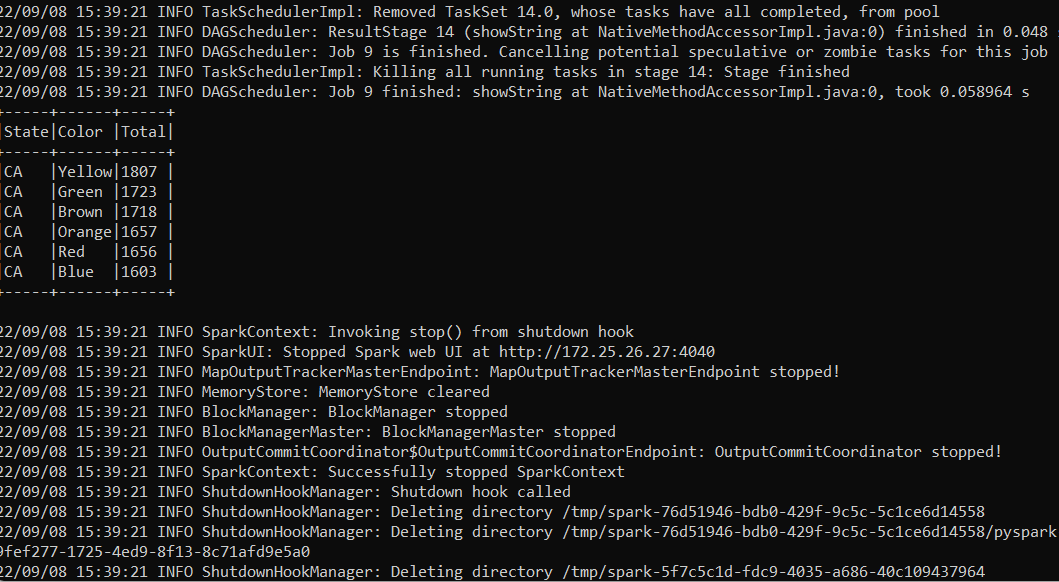 22/09/08 15:39:21 INFO TaskSchedulerImpl: Removed TaskSet 14.0, whose tasks have all completed, from pool
22/09/08 15:39:21 INFO DAGScheduler: ResultStage 14 (showString at NativeMethodAccessorImpl.java:0) finished in 0.048
22/09/08 15:39:21 INFO DAGScheduler: Job 9 is finished. Cancelling potential speculative or zombie tasks for this job
22/09/08 15:39:21 INFO TaskSchedulerImpl: Killing all running tasks in stage 14: Stage finished
22/09/08 15:39:21 INFO DAGScheduler: Job 9 finished: showString at NativeMethodAccessorImpl.java:0, took 0.058964 s
+-----+------+-----+
|State|Color |Total|
+-----+------+-----+
|CA   |Yellow|1807 |
|CA   |Green |1723 |
|CA   |Brown |1718 |
|CA   |Orange|1657 |
|CA   |Red   |1656 |
|CA   |Blue  |1603 |
+-----+------+-----+
22/09/08 15:39:21 INFO SparkContext: Invoking stop() from shutdown hook
22/09/08 15:39:21 INFO SparkUI: Stopped Spark web UI at http://172.25.26.27:4040
22/09/08 15:39:21 INFO MapOutputTrackerMasterEndpoint: MapOutputTrackerMasterEndpoint stopped!
22/09/08 15:39:21 INFO MemoryStore: MemoryStore cleared
22/09/08 15:39:21 INFO BlockManager: BlockManager stopped
22/09/08 15:39:21 INFO BlockManagerMaster: BlockManagerMaster stopped
22/09/08 15:39:21 INFO OutputCommitCoordinator$OutputCommitCoordinatorEndpoint: OutputCommitCoordinator stopped!
22/09/08 15:39:21 INFO SparkContext: Successfully stopped SparkContext
22/09/08 15:39:21 INFO ShutdownHookManager: Shutdown hook called
22/09/08 15:39:21 INFO ShutdownHookManager: Deleting directory /tmp/spark-76d51946-bdb0-429f-9c5c-5c1ce6d14558
22/09/08 15:39:21 INFO ShutdownHookManager: Deleting directory /tmp/spark-76d51946-bdb0-429f-9c5c-5c1ce6d14558/pyspark
9fef277-1725-4ed9-8f13-8c71afd9e5a0
22/09/08 15:39:21 INFO ShutdownHookManager: Deleting directory /tmp/spark-5f7c5c1d-fdc9-4035-a686-40c109437964